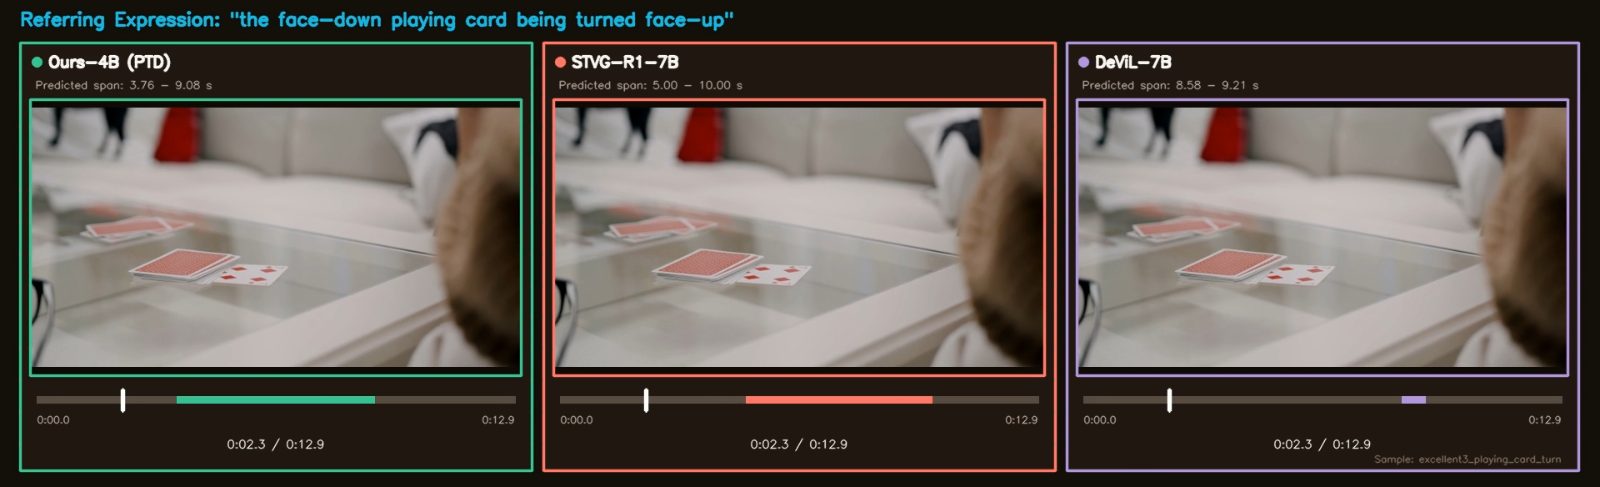 Referring Expression: "the face-down playing card being turned face-up"
Ours-4B (PTD)
Predicted span: 3.76 - 9.08 s
0:00.0
0:12.9
0:02.3 / 0:12.9
STVG-R1-7B
Predicted span: 5.00 - 10.00 s
0:00.0
0:12.9
0:02.3 / 0:12.9
DeViL-7B
Predicted span: 8.58 - 9.21 s
0:00.0
0:12.9
0:02.3 / 0:12.9
Sample: excellent3_playing_card_turn